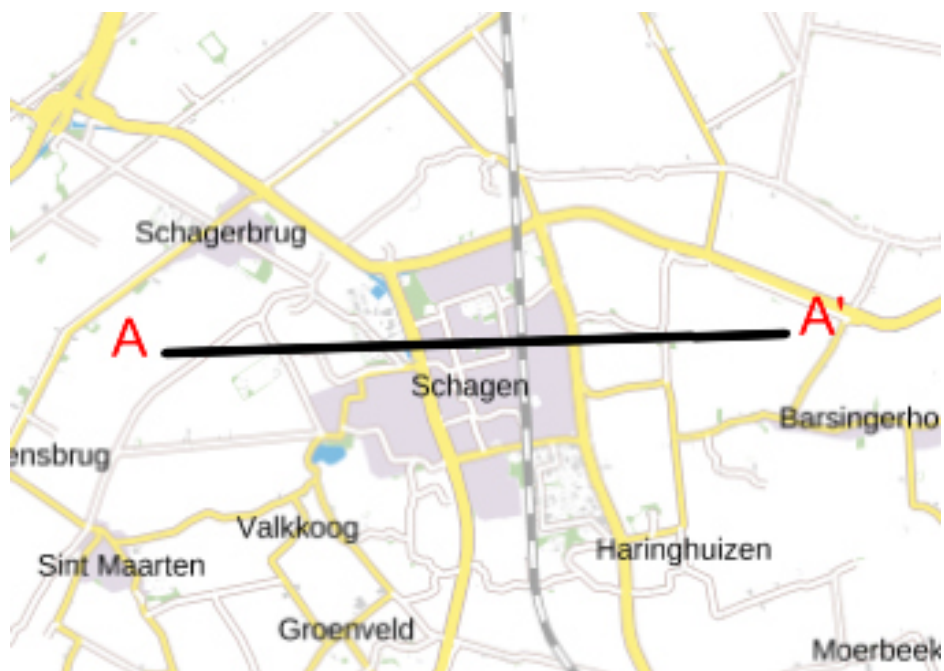 Schagerbrug
A
A'
Schagen
Barsingerho
ensbrug
Valkkoog
Haringhuizen
Sint Maarten
Groenveld
Moerbeek